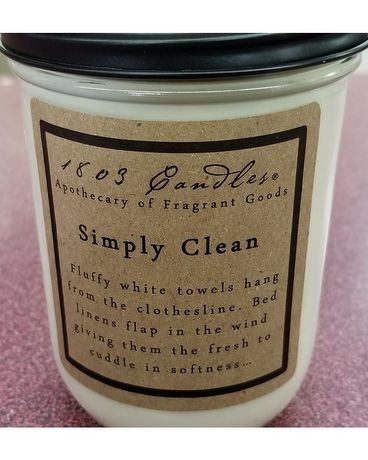 1803 Candles®
Apothecary of Fragrant Goods
Simply Clean
Fluffy white towels hang
from the clothesline. Bed
linens flap in the wind
giving them the fresh to
cuddle in softness...